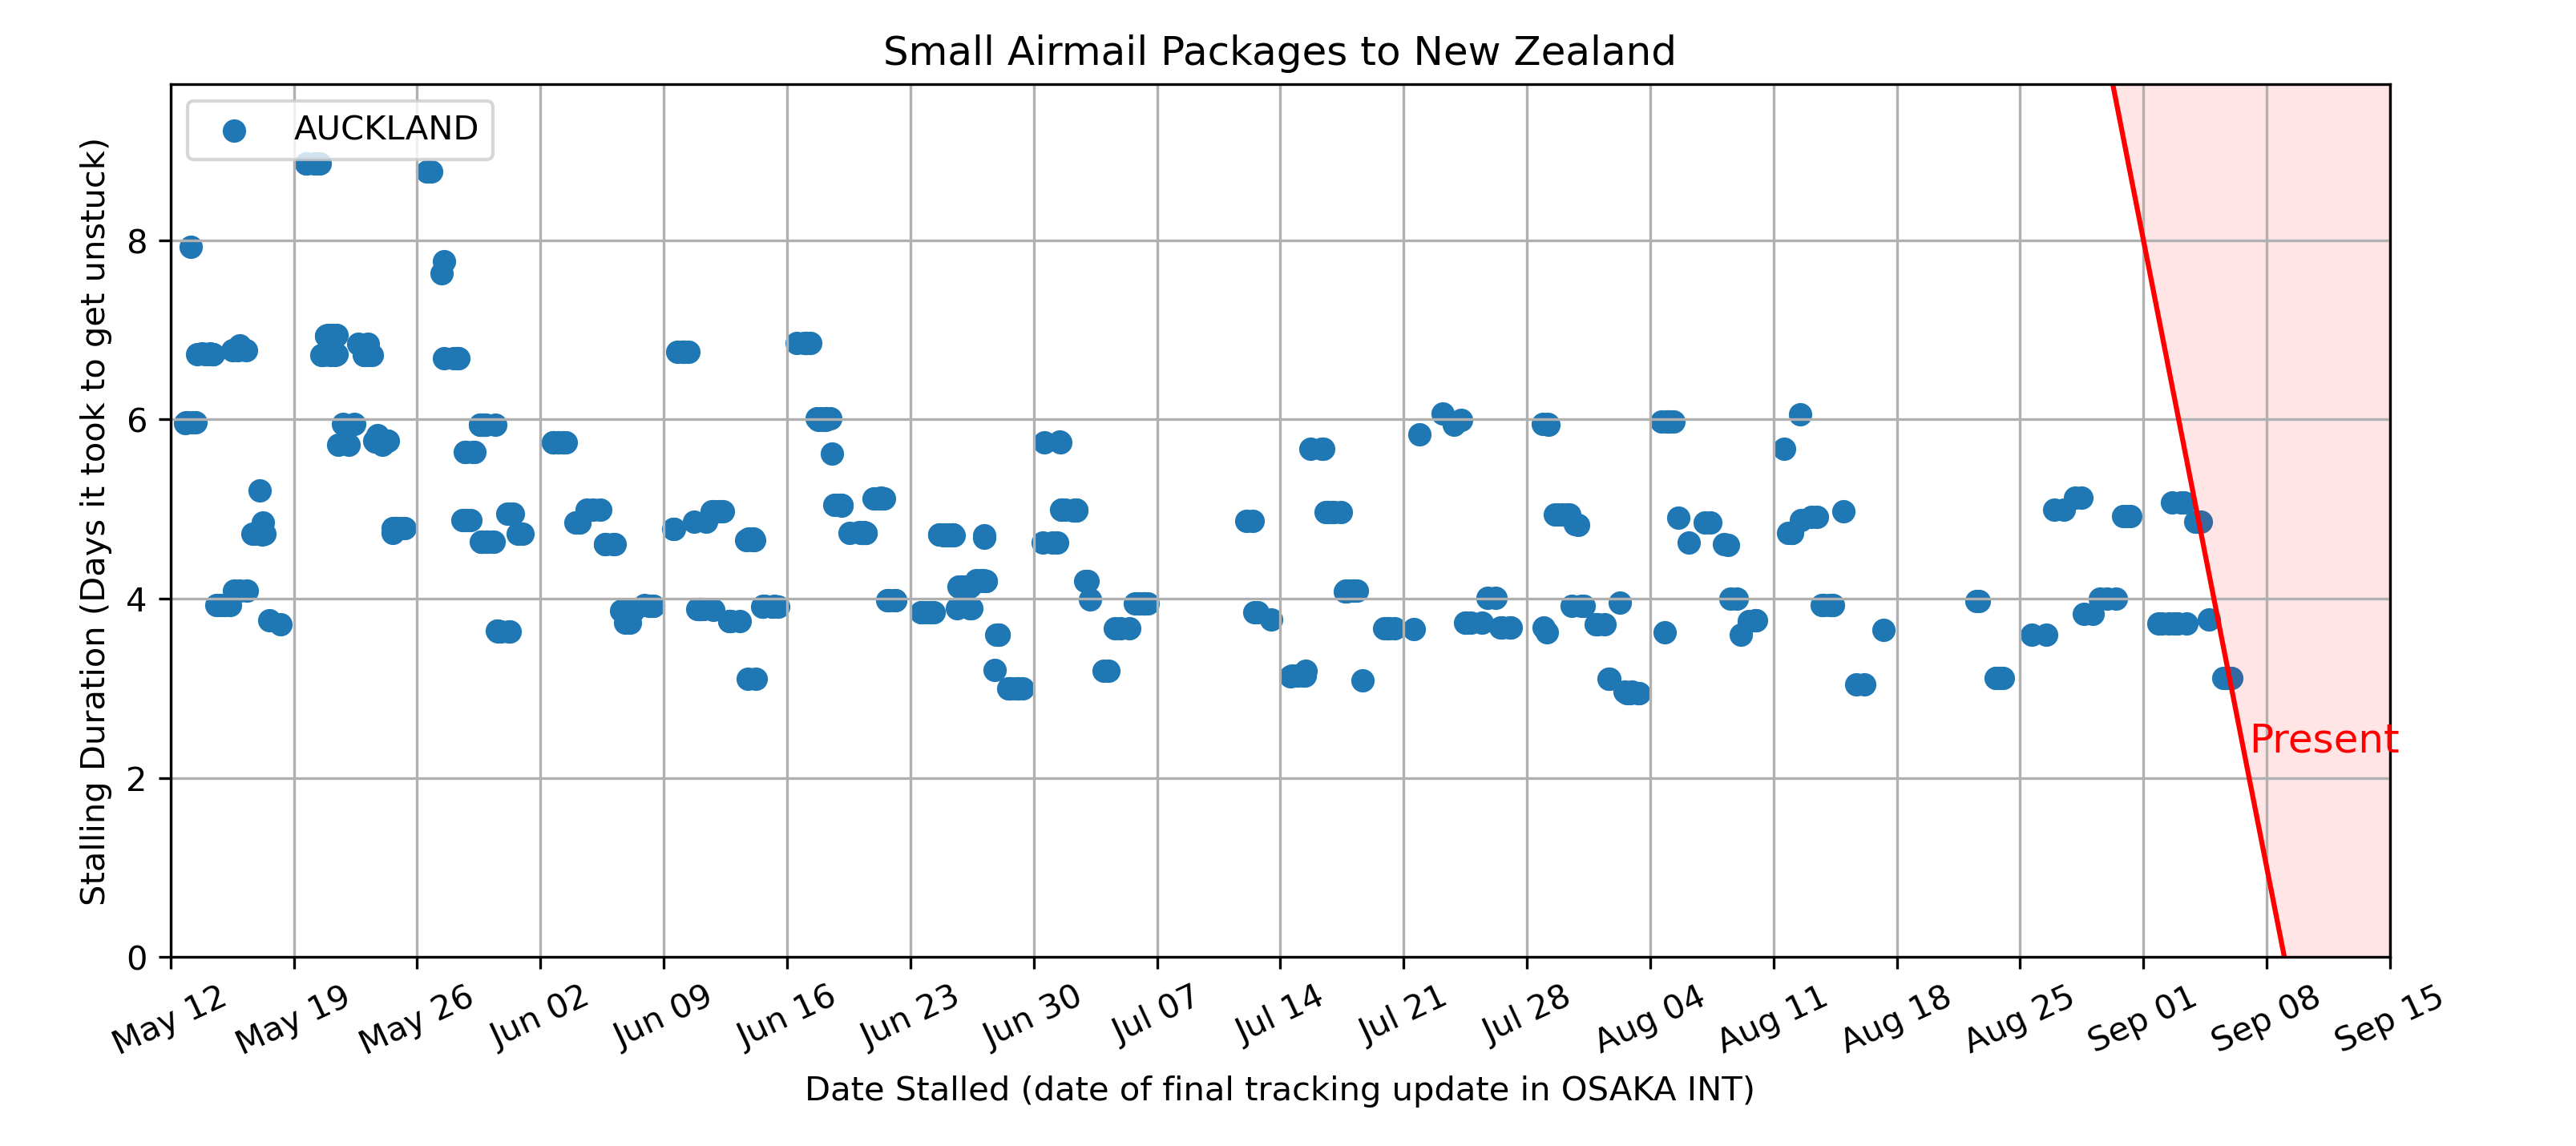 Small Airmail Packages to New Zealand
AUCKLAND
Stalling Duration (Days it took to get unstuck)
8
6
4
2
0
Present
May 12
May 19
May 26
Jun 02
Jun 09
Jun 16
Jun 23
Jun 30
Jul 07
Jul 14
Jul 21
Jul 28
Aug 04
Aug 11
Aug 18
Aug 25
Sep 01
Sep 08
Sep 15
Date Stalled (date of final tracking update in OSAKA INT)